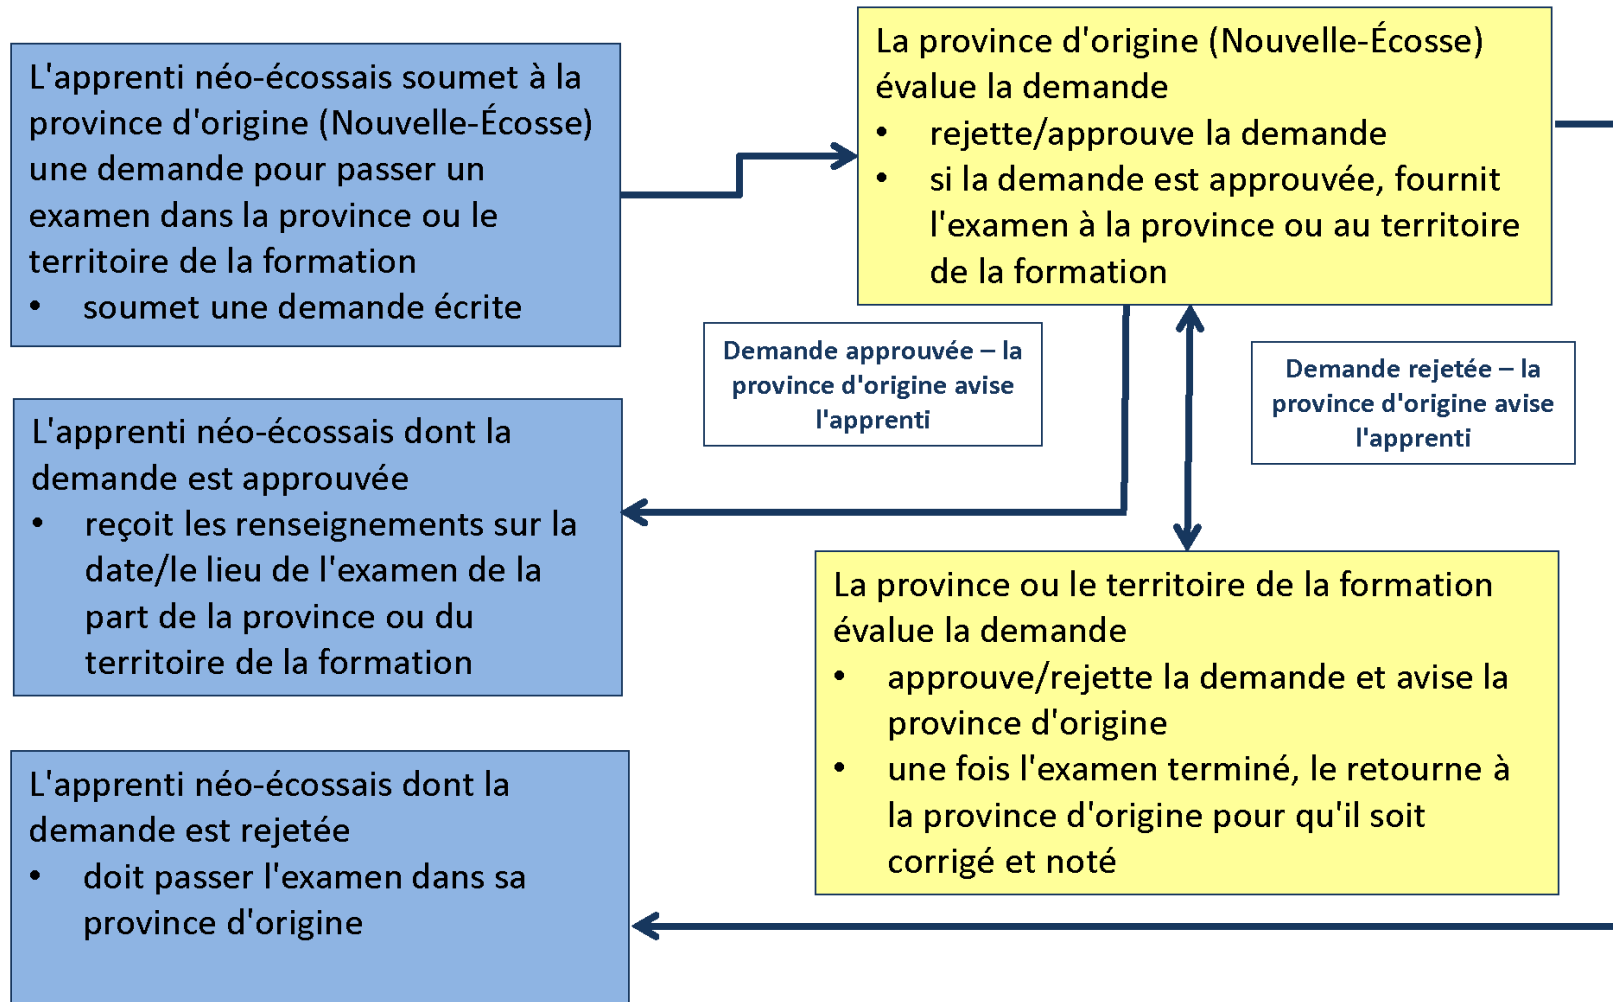 L'apprenti néo-écossais soumet à la
province d'origine (Nouvelle-Écosse)
une demande pour passer un
examen dans la province ou le
territoire de la formation
• soumet une demande écrite
La province d'origine (Nouvelle-Écosse)
évalue la demande
• rejette/approuve la demande
• si la demande est approuvée, fournit
l'examen à la province ou au territoire
de la formation
Demande approuvée – la
province d'origine avise
l'apprenti
Demande rejetée – la
province d'origine avise
l'apprenti
L'apprenti néo-écossais dont la
demande est approuvée
• reçoit les renseignements sur la
date/le lieu de l'examen de la
part de la province ou du
territoire de la formation
La province ou le territoire de la formation
évalue la demande
• approuve/rejette la demande et avise la
province d'origine
• une fois l'examen terminé, le retourne à
la province d'origine pour qu'il soit
corrigé et noté
L'apprenti néo-écossais dont la
demande est rejetée
• doit passer l'examen dans sa
province d'origine